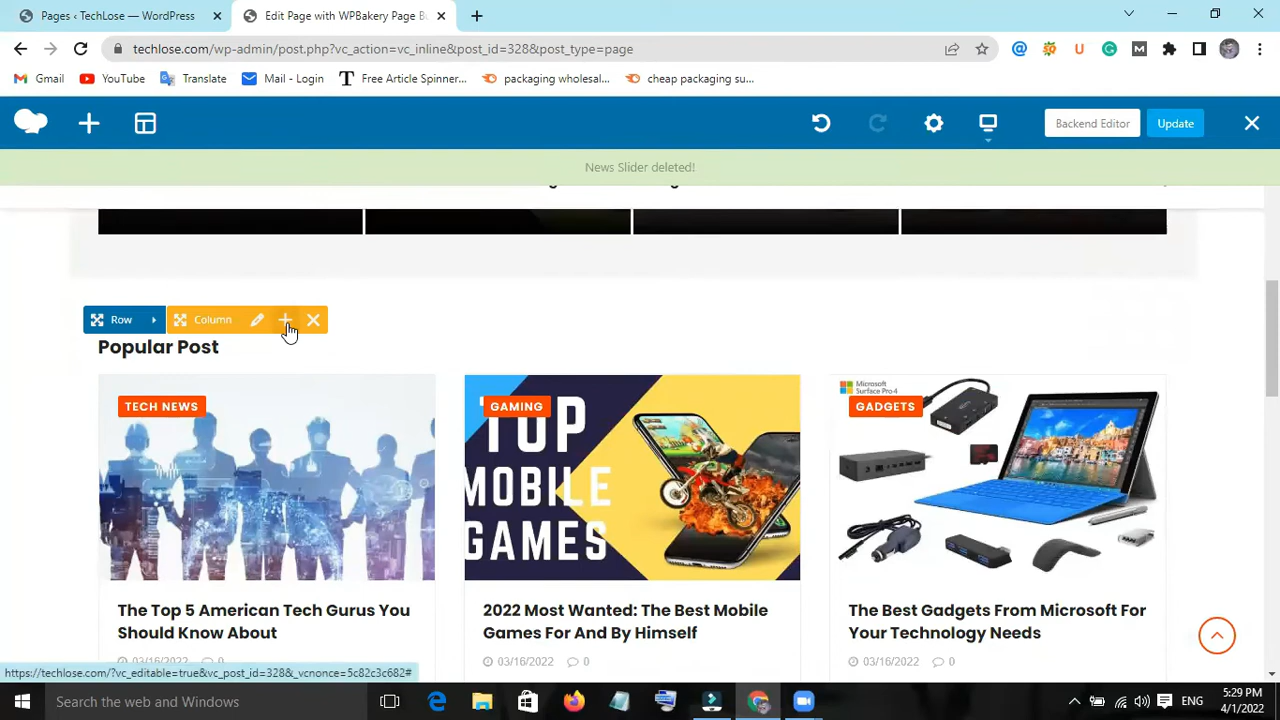 Pages < TechLose — WordPress
Edit Page with WPBakery Page B
techlose.com/wp-admin/post.php?vc_action=vc_inline&post_id=328&post_type=page
Gmail
YouTube
Translate
Mail - Login
Free Article Spinner...
packaging wholesal...
cheap packaging su...
Backend Editor
Update
News Slider deleted!
Row
Column
Popular Post
TECH NEWS
GAMING
GADGETS
TOP
MOBILE
GAMES
Microsoft
Surface Pro 4
The Top 5 American Tech Gurus You
Should Know About
03/16/2022 0
2022 Most Wanted: The Best Mobile
Games For And By Himself
03/16/2022 0
The Best Gadgets From Microsoft For
Your Technology Needs
03/16/2022 0
https://techlose.com/?vc_editable=true&vc_post_id=328&_vcnonce=5c82c3c682#
Search the web and Windows
ENG
5:29 PM
4/1/2022